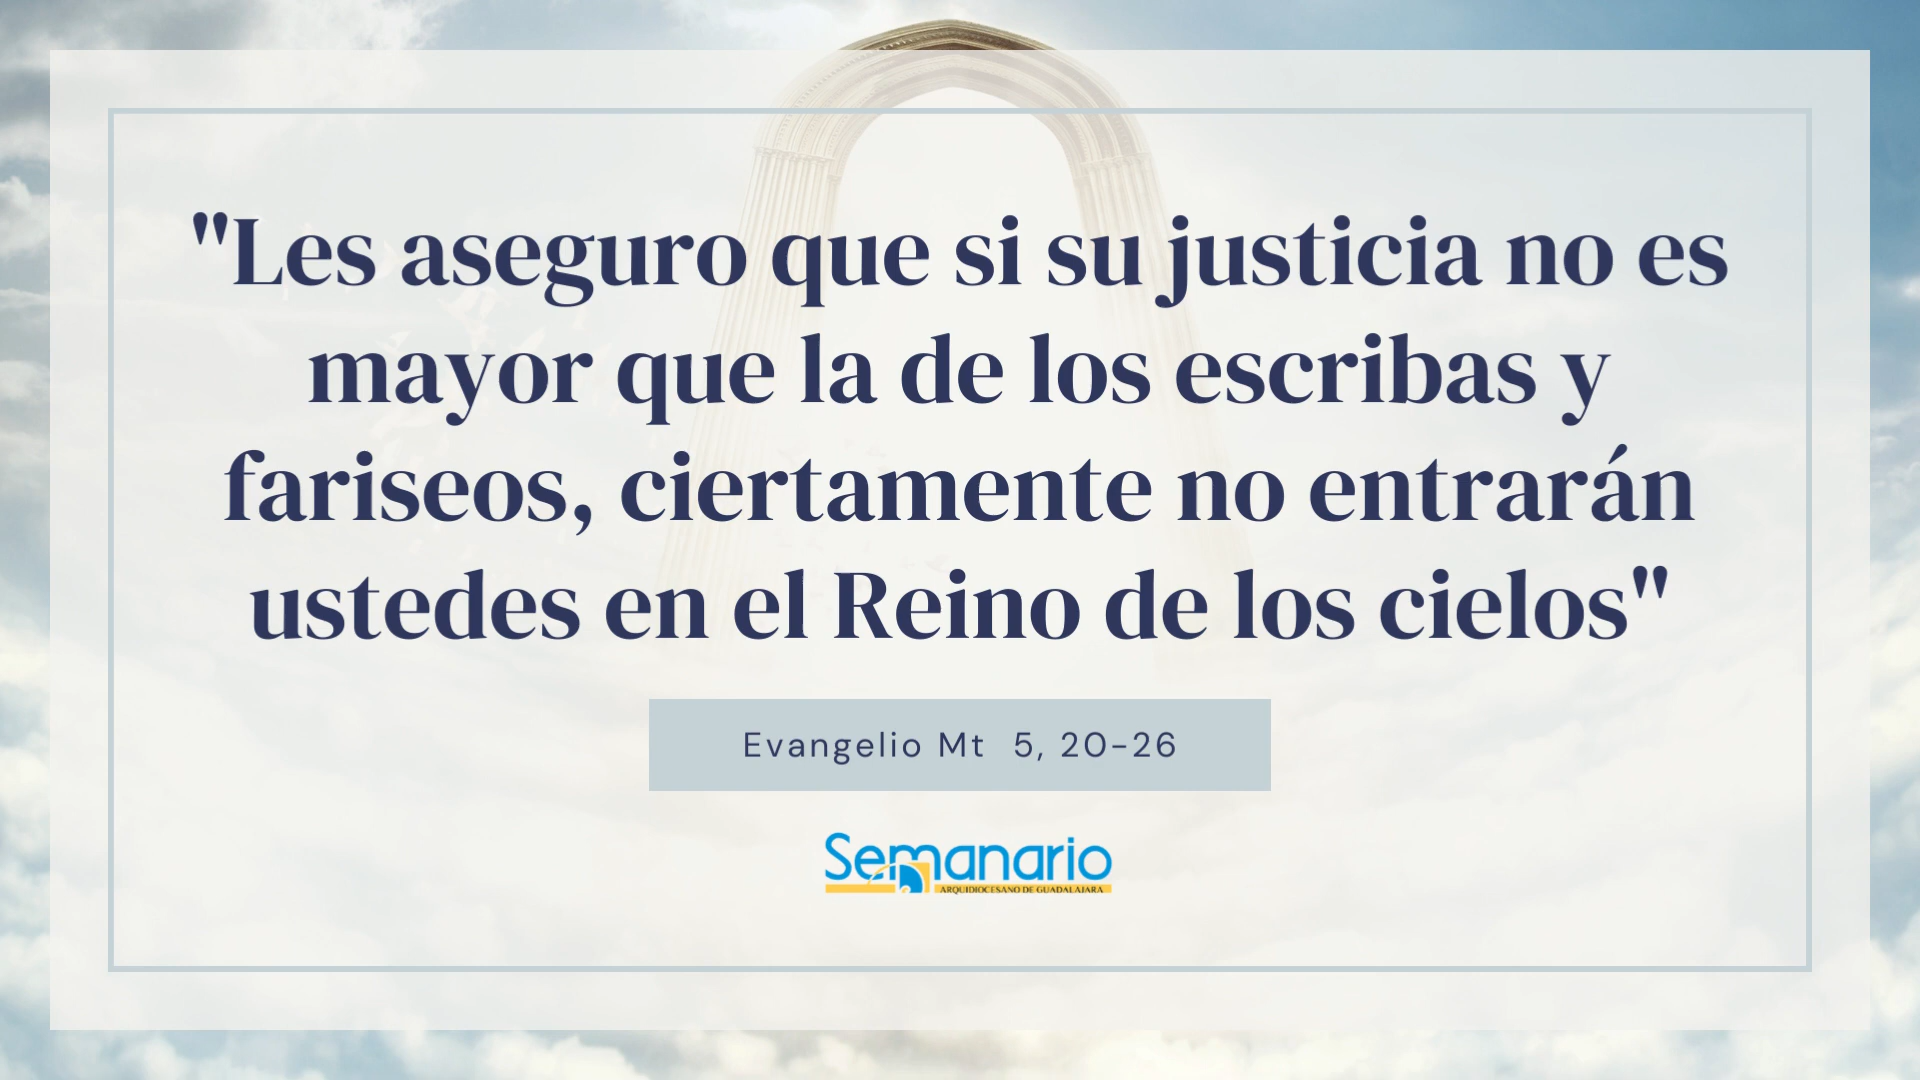 "Les aseguro que si su justicia no es
mayor que la de los escribas y
fariseos, ciertamente no entrarán
ustedes en el Reino de los cielos"
Evangelio Mt  5, 20-26
Semanario
ARQUIDIOCESANO DE GUADALAJARA